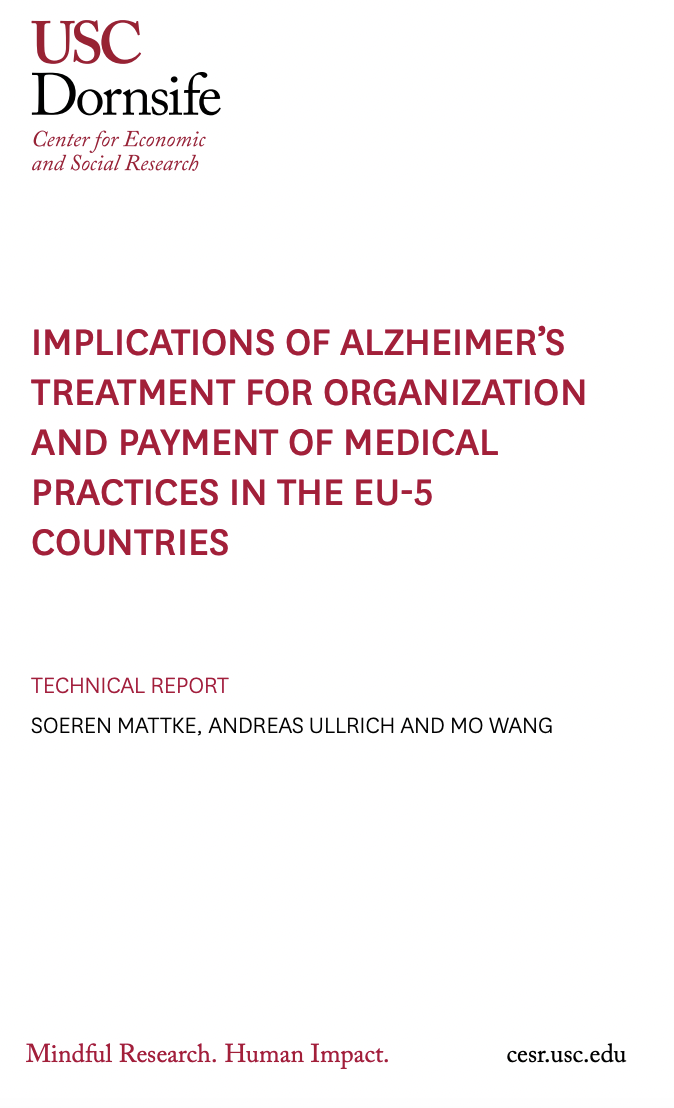 USC
Dornsife
Center for Economic
and Social Research
IMPLICATIONS OF ALZHEIMER’S
TREATMENT FOR ORGANIZATION
AND PAYMENT OF MEDICAL
PRACTICES IN THE EU-5
COUNTRIES
TECHNICAL REPORT
SOEREN MATTKE, ANDREAS ULLRICH AND MO WANG
Mindful Research. Human Impact.
cesr.usc.edu